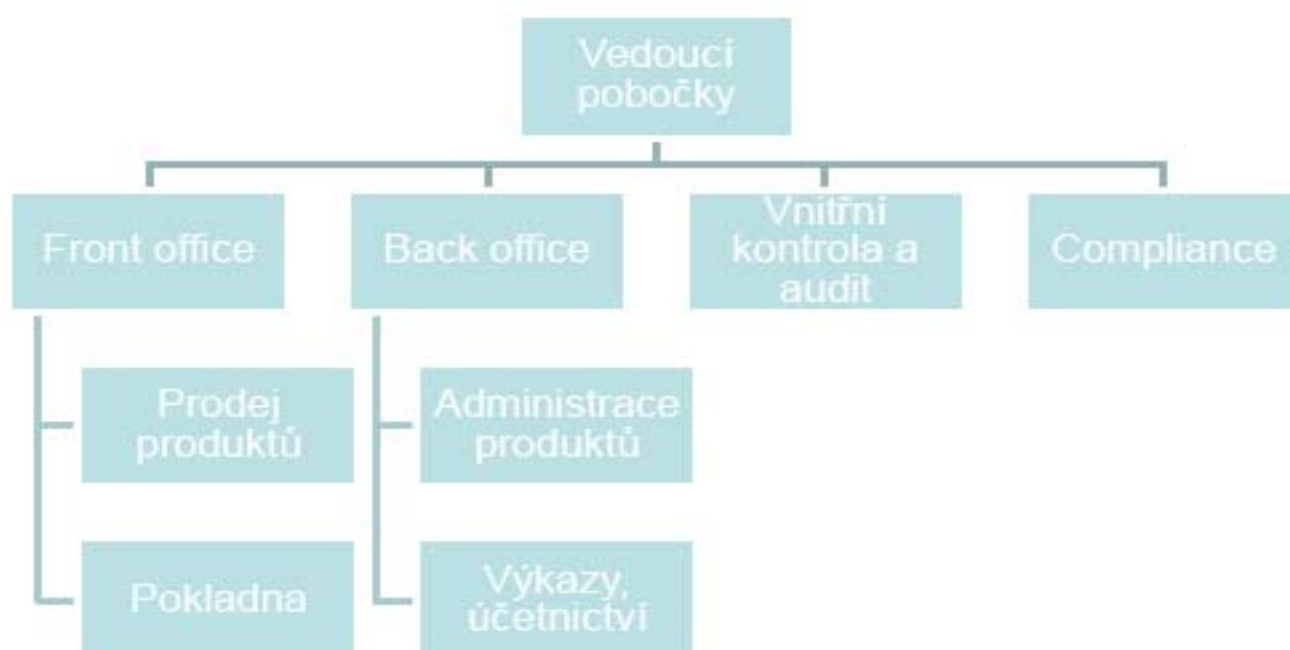 Vedoucí
pobočky
Front office
Back office
Vnitřní
kontrola a
audit
Compliance
Prodej
produktů
Administrace
produktů
Pokladna
Výkazy,
účetnictví